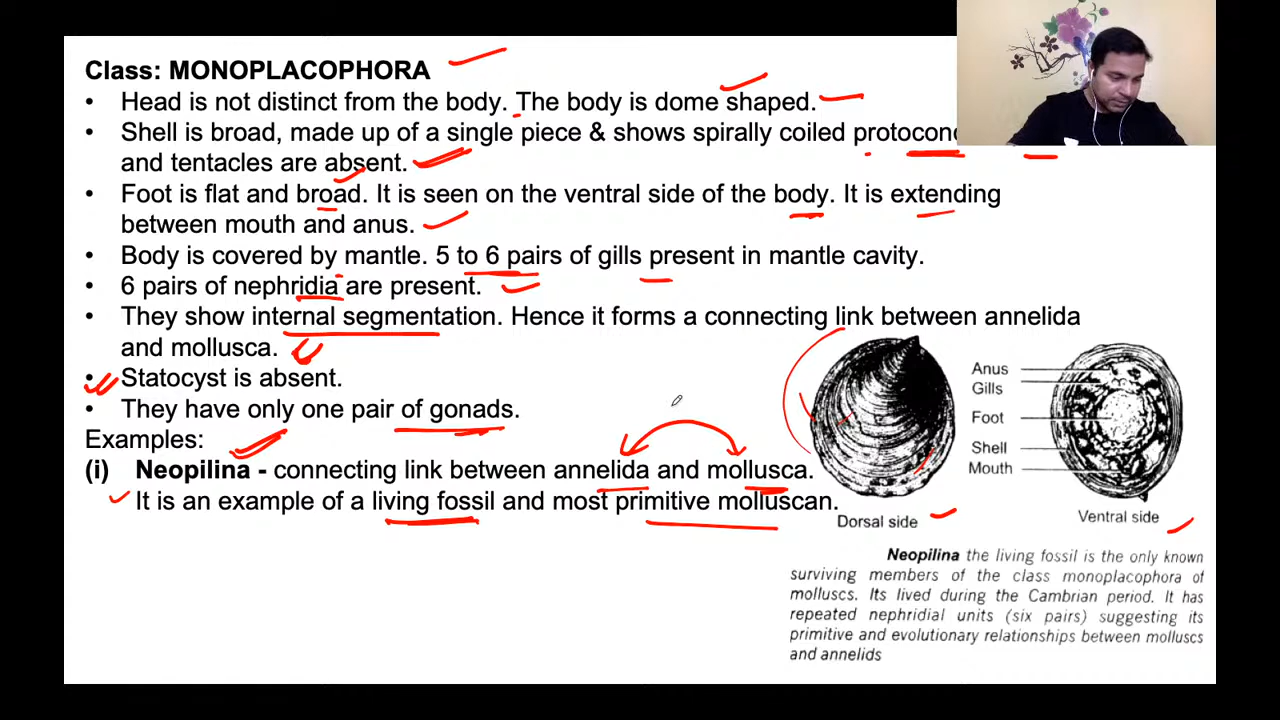 Class: MONOPLACOPHORA
• Head is not distinct from the body. The body is dome shaped.
• Shell is broad, made up of a single piece & shows spirally coiled
and tentacles are absent.
• Foot is flat and broad. It is seen on the ventral side of the body. It is extending
between mouth and anus.
• Body is covered by mantle. 5 to 6 pairs of gills present in mantle cavity.
• 6 pairs of nephridia are present.
• They show internal segmentation. Hence it forms a connecting link between annelida
and mollusca.
• Statocyst is absent.
• They have only one pair of gonads.
Examples:
(i) Neopilina - connecting link between annelida and mollusca.
It is an example of a living fossil and most primitive molluscan.
Anus
Gills
Foot
Shell
Mouth
Dorsal side
Ventral side
Neopilina the living fossil is the only known
surviving members of the class monoplacophora of
molluscs. Its lived during the Cambrian period. It has
repeated nephridial units (six pairs) suggesting its
primitive and evolutionary relationships between molluscs
and annelids